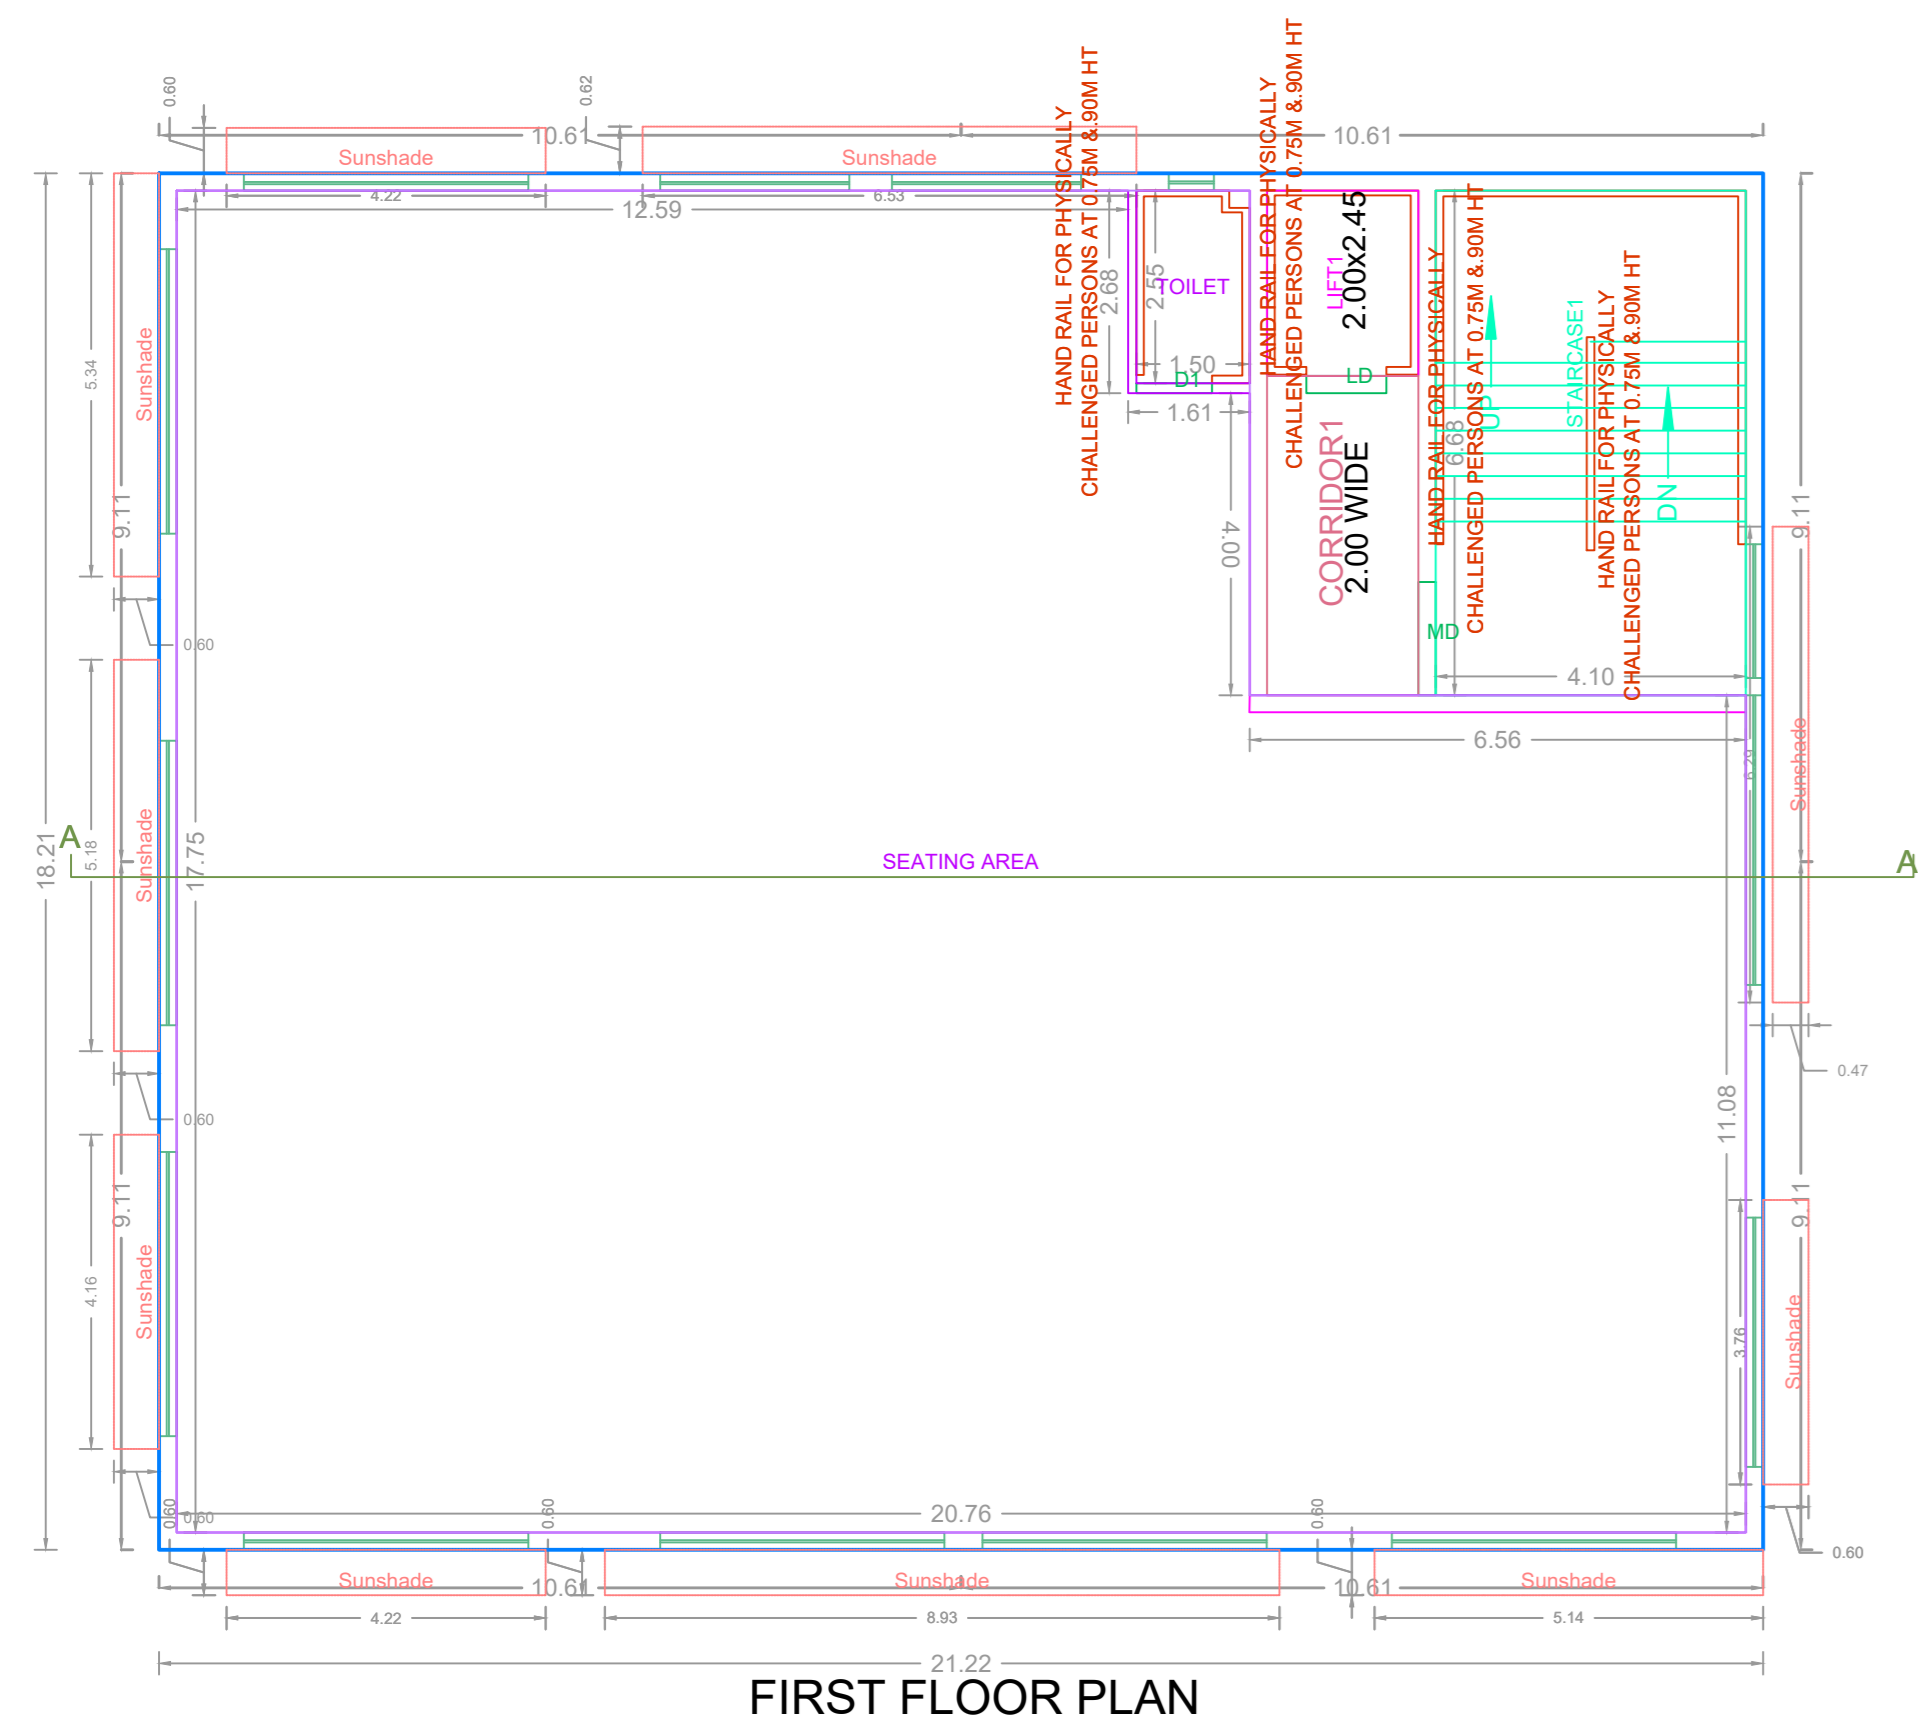 0.60
0.62
10.61
10.61
Sunshade
Sunshade
4.22
6.53
12.59
HAND RAIL FOR PHYSICALLY
CHALLENGED PERSONS AT 0.75M &.90M HT
HAND RAIL FOR PHYSICALLY
CHALLENGED PERSONS AT 0.75M &.90M HT
HAND RAIL FOR PHYSICALLY
CHALLENGED PERSONS AT 0.75M &.90M HT
HAND RAIL FOR PHYSICALLY
CHALLENGED PERSONS AT 0.75M &.90M HT
2.68
2.55
TOILET
1.50
D1
1.61
LIFT1
2.00x2.45
LD
CORRIDOR1
2.00 WIDE
4.00
UP
STAIRCASE1
DN
6.68
MD
4.10
6.56
5.34
Sunshade
9.11
0.60
9.11
18.21
5.18
Sunshade
17.75
A
SEATING AREA
A
6.29
Sunshade
0.47
0.60
11.08
9.11
4.16
Sunshade
9.11
3.76
Sunshade
0.60
0.60
0.60
0.60
0.60
20.76
0.60
Sunshade
10.61
Sunshade
10.61
Sunshade
4.22
8.93
5.14
21.22
FIRST FLOOR PLAN